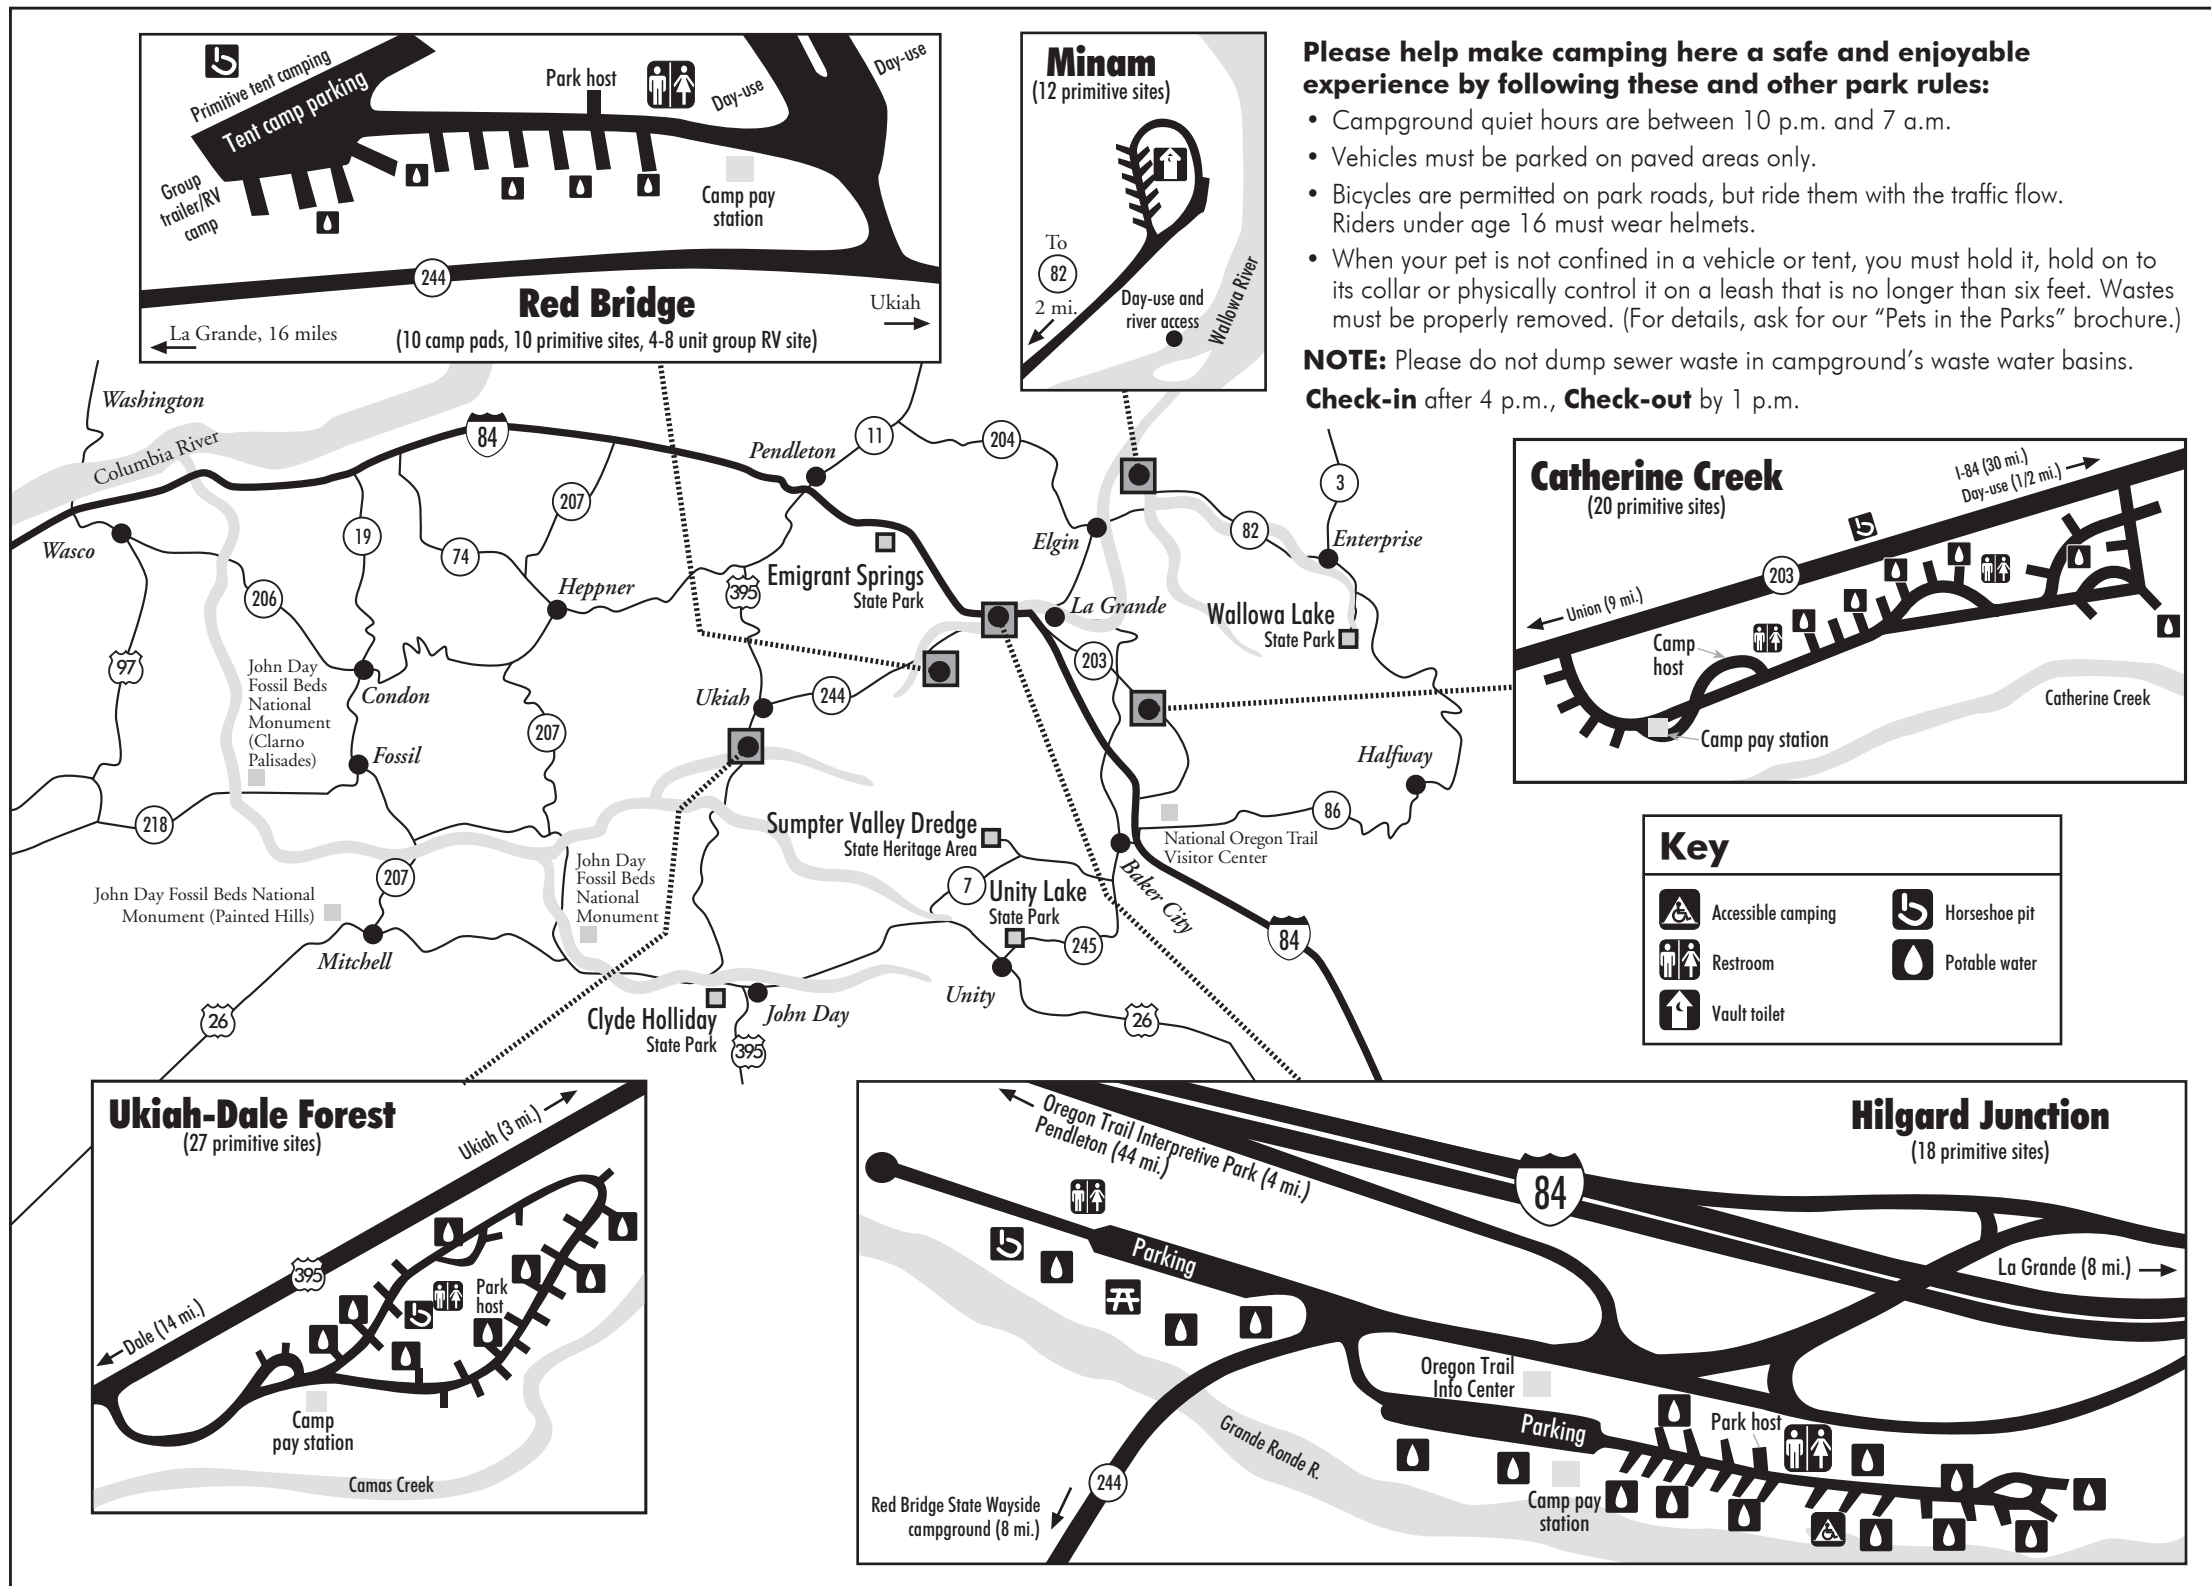 Primitive tent camping
Tent camp parking
Group
trailer/RV
camp
Park host
Day-use
Day-use
Camp pay
station
244
Red Bridge
(10 camp pads, 10 primitive sites, 4-8 unit group RV site)
La Grande, 16 miles
Ukiah
Minam
(12 primitive sites)
To
82
2 mi.
Day-use and
river access
Wallowa River
Please help make camping here a safe and enjoyable
experience by following these and other park rules:
• Campground quiet hours are between 10 p.m. and 7 a.m.
• Vehicles must be parked on paved areas only.
• Bicycles are permitted on park roads, but ride them with the traffic flow.
Riders under age 16 must wear helmets.
• When your pet is not confined in a vehicle or tent, you must hold it, hold on to
its collar or physically control it on a leash that is no longer than six feet. Wastes
must be properly removed. (For details, ask for our “Pets in the Parks” brochure.)
NOTE: Please do not dump sewer waste in campground’s waste water basins.
Check-in after 4 p.m., Check-out by 1 p.m.
Washington
Columbia River
84
Pendleton
11
204
3
Wasco
19
207
74
Elgin
82
Enterprise
206
Heppner
395
Emigrant Springs
State Park
La Grande
Wallowa Lake
State Park
97
John Day
Fossil Beds
National
Monument
(Clarno
Palisades)
Condon
Ukiah
244
203
207
Fossil
Halfway
218
Sumpter Valley Dredge
State Heritage Area
86
National Oregon Trail
Visitor Center
207
John Day
Fossil Beds
National
Monument
7
Unity Lake
State Park
Baker City
John Day Fossil Beds National
Monument (Painted Hills)
Mitchell
245
84
Unity
26
Clyde Holliday
State Park
John Day
395
26
Catherine Creek
(20 primitive sites)
I-84 (30 mi.)
Day-use (1/2 mi.)
203
Union (9 mi.)
Camp
host
Catherine Creek
Camp pay station
Key
Accessible camping
Restroom
Vault toilet
Horseshoe pit
Potable water
Ukiah-Dale Forest
(27 primitive sites)
Ukiah (3 mi.)
395
Dale (14 mi.)
Park
host
Camp
pay station
Camas Creek
Hilgard Junction
(18 primitive sites)
Oregon Trail Interpretive Park (4 mi.)
Pendleton (44 mi.)
84
La Grande (8 mi.)
Parking
Oregon Trail
Info Center
Parking
Park host
Grande Ronde R.
244
Red Bridge State Wayside
campground (8 mi.)
Camp pay
station